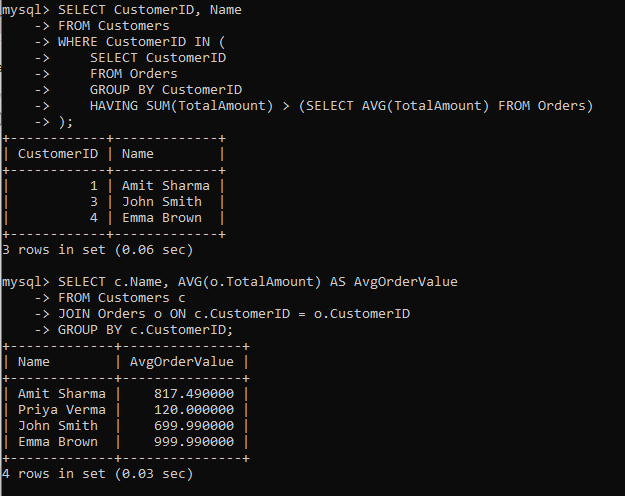 mysql> SELECT CustomerID, Name
    -> FROM Customers
    -> WHERE CustomerID IN (
    ->     SELECT CustomerID
    ->     FROM Orders
    ->     GROUP BY CustomerID
    ->     HAVING SUM(TotalAmount) > (SELECT AVG(TotalAmount) FROM Orders)
    -> );
+------------+-------------+
| CustomerID | Name        |
+------------+-------------+
|          1 | Amit Sharma |
|          3 | John Smith  |
|          4 | Emma Brown  |
+------------+-------------+
3 rows in set (0.06 sec)

mysql> SELECT c.Name, AVG(o.TotalAmount) AS AvgOrderValue
    -> FROM Customers c
    -> JOIN Orders o ON c.CustomerID = o.CustomerID
    -> GROUP BY c.CustomerID;
+-------------+---------------+
| Name        | AvgOrderValue |
+-------------+---------------+
| Amit Sharma |    817.490000 |
| Priya Verma |    120.000000 |
| John Smith  |    699.990000 |
| Emma Brown  |    999.990000 |
+-------------+---------------+
4 rows in set (0.03 sec)